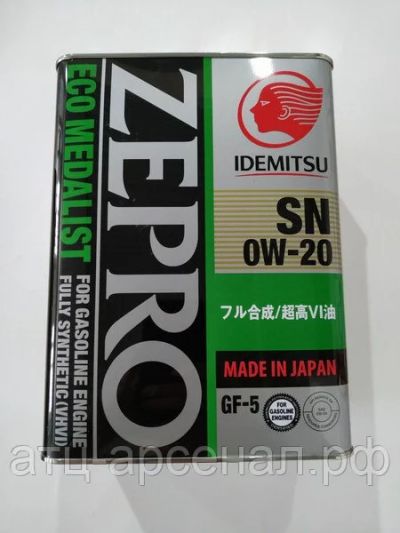 ZEPRO
ECO MEDALIST
FOR GASOLINE ENGINE
FULLY SYNTHETIC (VHVI)
IDEMITSU
SN
0W-20
フル合成/超高VI油
MADE IN JAPAN
GF-5
FOR
GASOLINE
ENGINES
атц-арсенал.рф